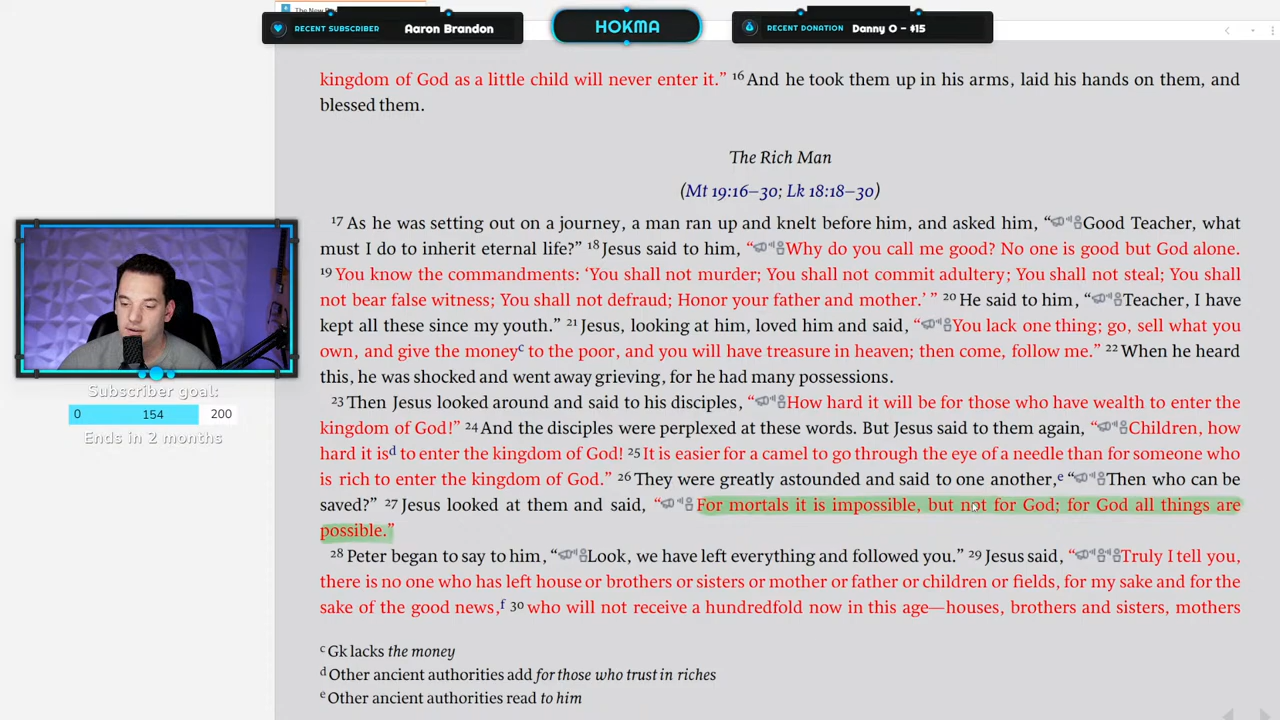 The New R
RECENT SUBSCRIBER Aaron Brandon
HOKMA
RECENT DONATION Danny O – $15
kingdom of God as a little child will never enter it.” 16 And he took them up in his arms, laid his hands on them, and
blessed them.
The Rich Man
(Mt 19:16–30; Lk 18:18–30)
17 As he was setting out on a journey, a man ran up and knelt before him, and asked him, “Good Teacher, what
must I do to inherit eternal life?” 18 Jesus said to him, “Why do you call me good? No one is good but God alone.
19 You know the commandments: ‘You shall not murder; You shall not commit adultery; You shall not steal; You shall
not bear false witness; You shall not defraud; Honor your father and mother.’ ” 20 He said to him, “Teacher, I have
kept all these since my youth.” 21 Jesus, looking at him, loved him and said, “You lack one thing; go, sell what you
own, and give the money c to the poor, and you will have treasure in heaven; then come, follow me.” 22 When he heard
this, he was shocked and went away grieving, for he had many possessions.
23 Then Jesus looked around and said to his disciples, “How hard it will be for those who have wealth to enter the
kingdom of God!” 24 And the disciples were perplexed at these words. But Jesus said to them again, “Children, how
hard it is d to enter the kingdom of God! 25 It is easier for a camel to go through the eye of a needle than for someone who
is rich to enter the kingdom of God.” 26 They were greatly astounded and said to one another, e “Then who can be
saved?” 27 Jesus looked at them and said, “For mortals it is impossible, but not for God; for God all things are
possible.”
28 Peter began to say to him, “Look, we have left everything and followed you.” 29 Jesus said, “Truly I tell you,
there is no one who has left house or brothers or sisters or mother or father or children or fields, for my sake and for the
sake of the good news, f 30 who will not receive a hundredfold now in this age—houses, brothers and sisters, mothers
c Gk lacks the money
d Other ancient authorities add for those who trust in riches
e Other ancient authorities read to him
Subscriber goal:
0 154 200
Ends in 2 months